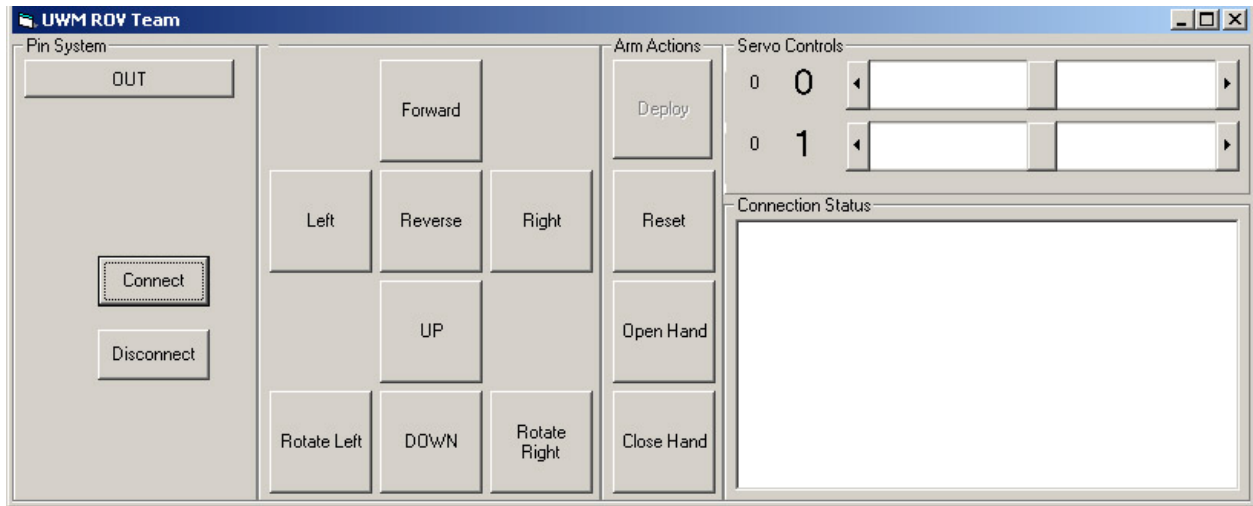 UWM ROV Team
Pin System
OUT
Connect
Disconnect
Forward
Left
Reverse
Right
UP
Rotate Left
DOWN
Rotate
Right
Arm Actions
Deploy
Reset
Open Hand
Close Hand
Servo Controls
0 0
0 1
Connection Status